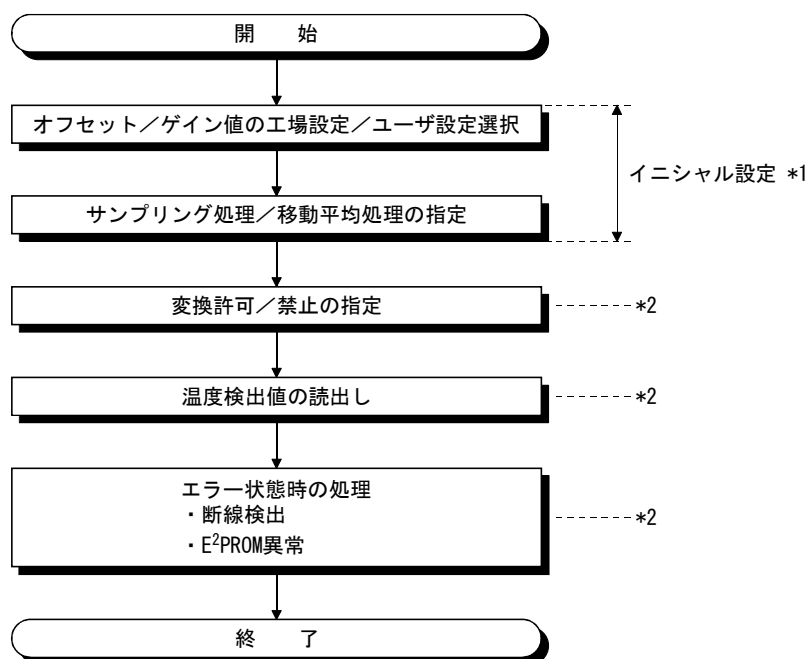 開　　始
オフセット／ゲイン値の工場設定／ユーザ設定選択
イニシャル設定 *1
サンプリング処理／移動平均処理の指定
変換許可／禁止の指定
*2
温度検出値の読出し
*2
エラー状態時の処理
・断線検出
・E²PROM異常
*2
終　　了